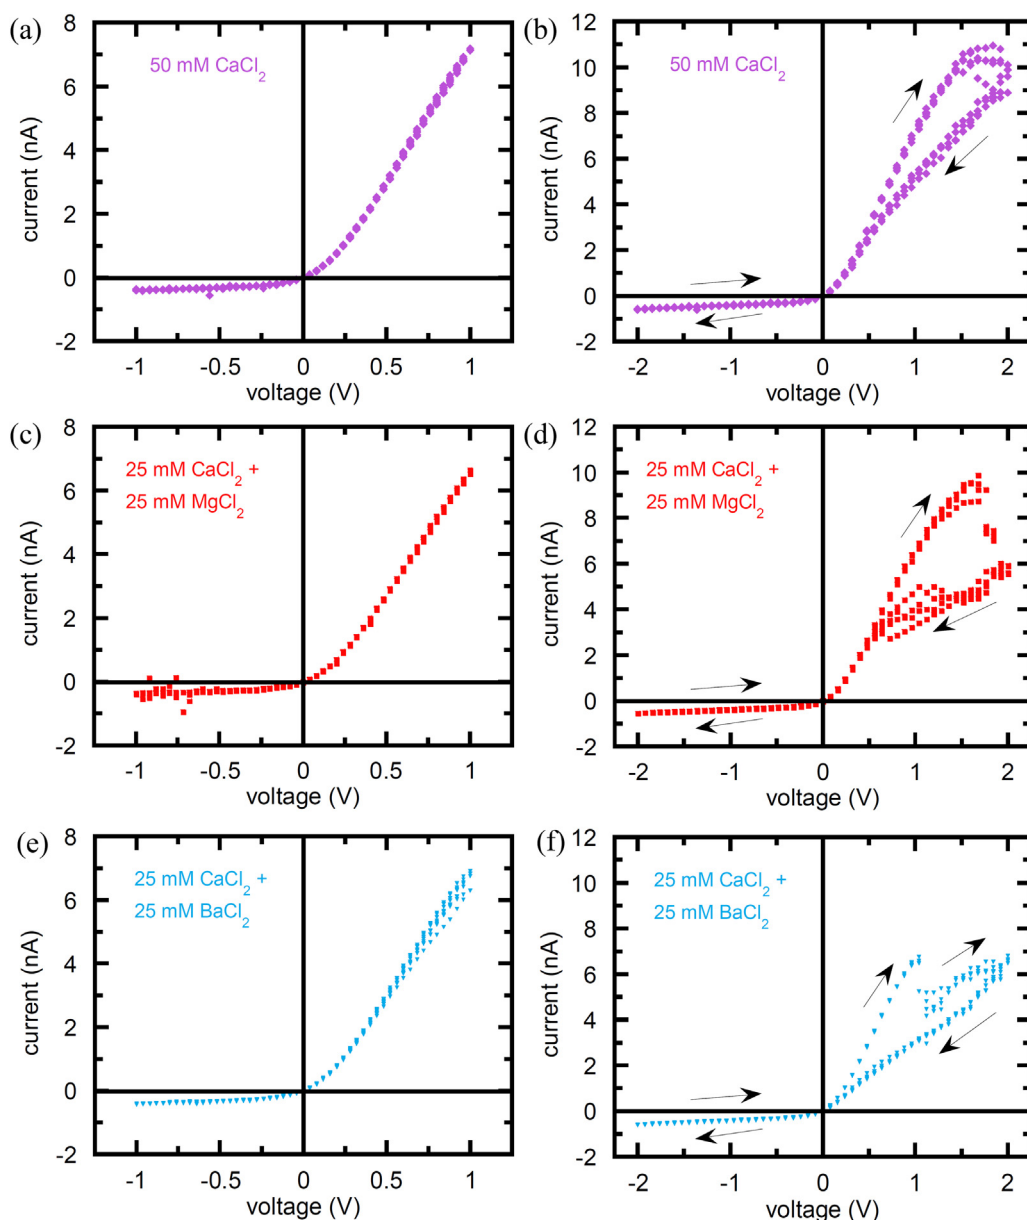 (a)
8
6
4
2
0
-2
current (nA)
50 mM CaCl2
-1
-0.5
0
0.5
1
voltage (V)
(b)
12
10
8
6
4
2
0
-2
current (nA)
50 mM CaCl2
-2
-1
0
1
2
voltage (V)
(c)
8
6
4
2
0
-2
current (nA)
25 mM CaCl2 +
25 mM MgCl2
-1
-0.5
0
0.5
1
voltage (V)
(d)
12
10
8
6
4
2
0
-2
current (nA)
25 mM CaCl2 +
25 mM MgCl2
-2
-1
0
1
2
voltage (V)
(e)
8
6
4
2
0
-2
current (nA)
25 mM CaCl2 +
25 mM BaCl2
-1
-0.5
0
0.5
1
voltage (V)
(f)
12
10
8
6
4
2
0
-2
current (nA)
25 mM CaCl2 +
25 mM BaCl2
-2
-1
0
1
2
voltage (V)